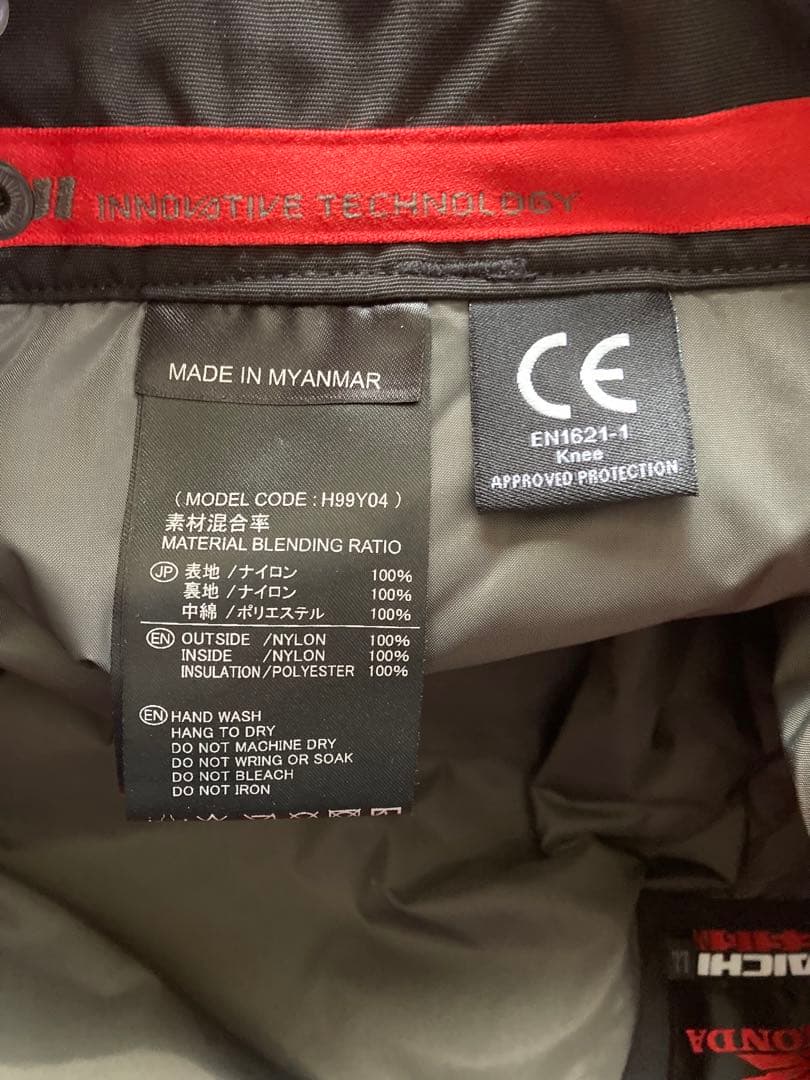 INNOVATIVE TECHNOLOGY
MADE IN MYANMAR
( MODEL CODE : H99Y04 )
素材混合率
MATERIAL BLENDING RATIO
JP 表地 /ナイロン 100%
裏地 /ナイロン 100%
中綿 /ポリエステル 100%
EN OUTSIDE /NYLON 100%
INSIDE /NYLON 100%
INSULATION/POLYESTER 100%
EN HAND WASH
HANG TO DRY
DO NOT MACHINE DRY
DO NOT WRING OR SOAK
DO NOT BLEACH
DO NOT IRON
CE
EN1621-1
Knee
APPROVED PROTECTION
AICHI
ONDA